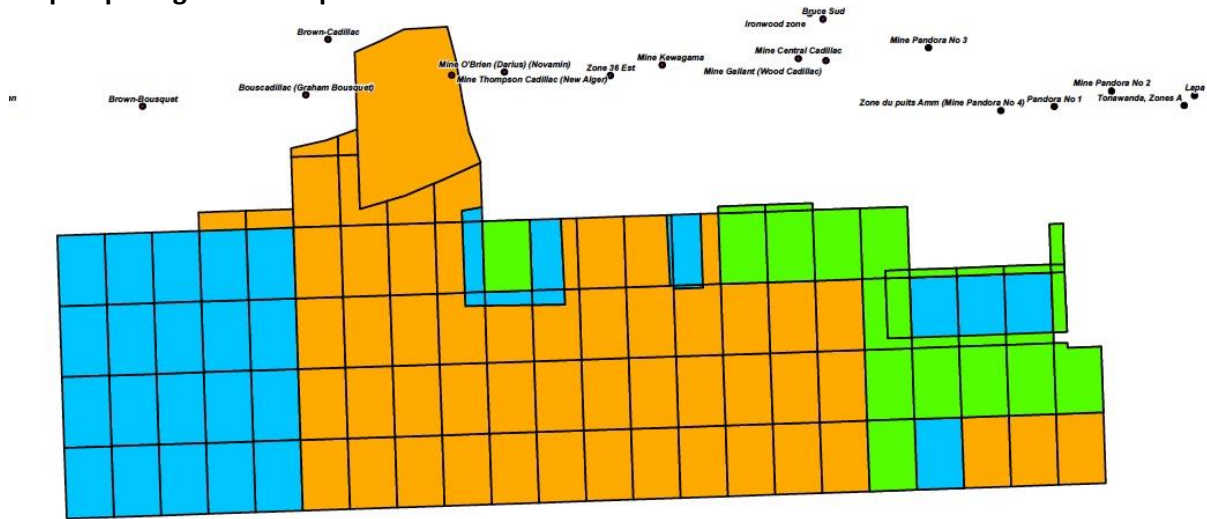 Bruce Sud
Ironwood zone
Brown-Cadillac
Mine Pandora No 3
Mine Central Cadillac
Mine Kewagama
Mine O'Brien (Darius) (Novamin)
Zone 36 Est
Mine Gallant (Wood Cadillac)
Mine Thompson Cadillac (New Alger)
Mine Pandora No 2
Lapa
Bouscadillac (Graham Bousquet)
Brown-Bousquet
Zone du puits Amm (Mine Pandora No 4)
Pandora No 1
Tonawanda, Zones A